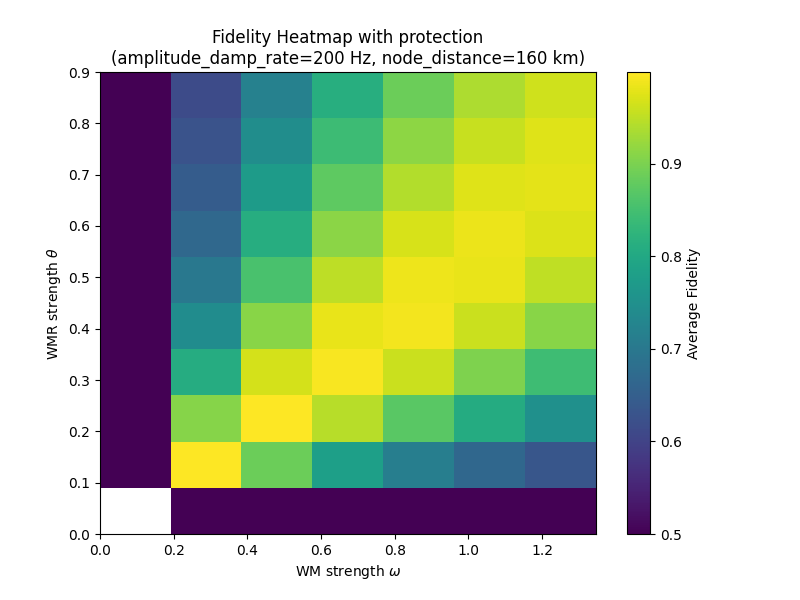 Fidelity Heatmap with protection
(amplitude_damp_rate=200 Hz, node_distance=160 km)
0.9
0.8
0.7
0.6
0.5
0.4
0.3
0.2
0.1
0.0
WMR strength θ
0.0 0.2 0.4 0.6 0.8 1.0 1.2
WM strength ω
0.9
0.8
0.7
0.6
0.5
Average Fidelity